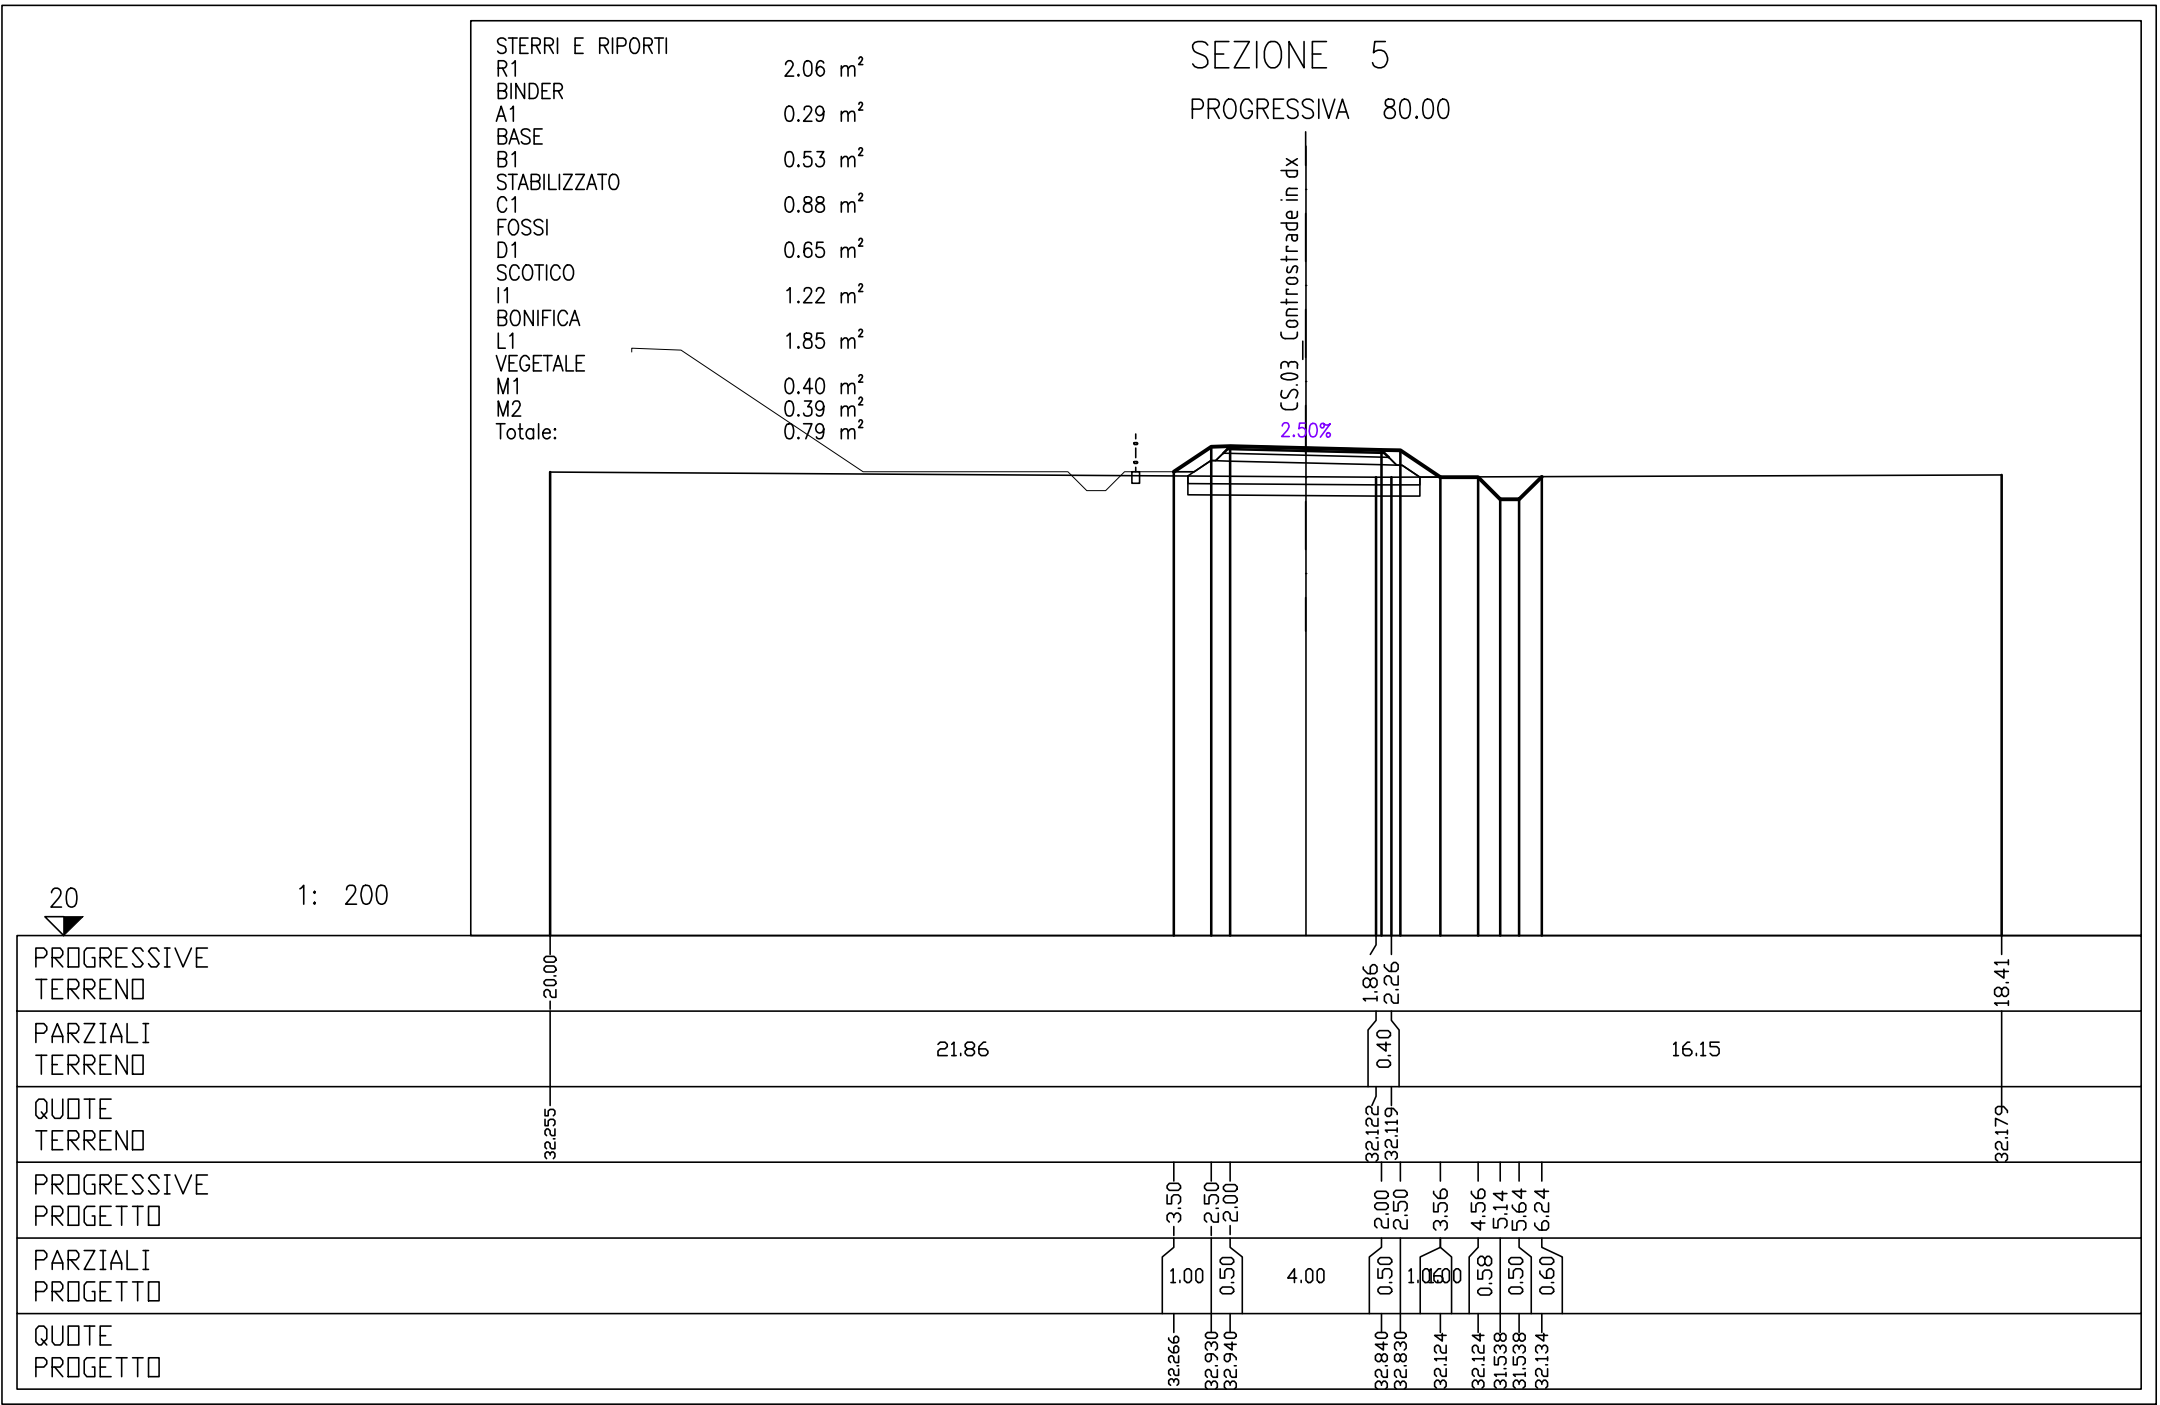 STERRI E RIPORTI
R1 2.06 m²
BINDER
A1 0.29 m²
BASE
B1 0.53 m²
STABILIZZATO
C1 0.88 m²
FOSSI
D1 0.65 m²
SCOTICO
I1 1.22 m²
BONIFICA
L1 1.85 m²
VEGETALE
M1 0.40 m²
M2 0.39 m²
Totale: 0.79 m²
SEZIONE 5
PROGRESSIVA 80.00
CS.03_Controstrade in dx
2.50%
20
1: 200
PROGRESSIVE
TERRENO
-20.00 1.86 2.26 18.41
PARZIALI
TERRENO
21.86 0.40 16.15
QUOTE
TERRENO
32.255 32.122 32.119 32.179
PROGRESSIVE
PROGETTO
-3.50 -2.50 -2.00 2.00 2.50 3.56 4.56 5.14 5.64 6.24
PARZIALI
PROGETTO
1.00 0.50 4.00 0.50 1.06 1.00 0.58 0.50 0.60
QUOTE
PROGETTO
32.266 32.930 32.940 32.840 32.830 32.124 32.124 31.538 31.538 32.134